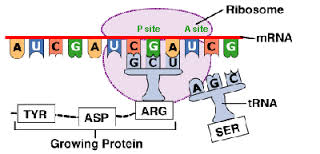 Ribosome
P site A site
mRNA
A U C G A U C G A U C G
G C U
A G C
tRNA
TYR ASP ARG
SER
Growing Protein